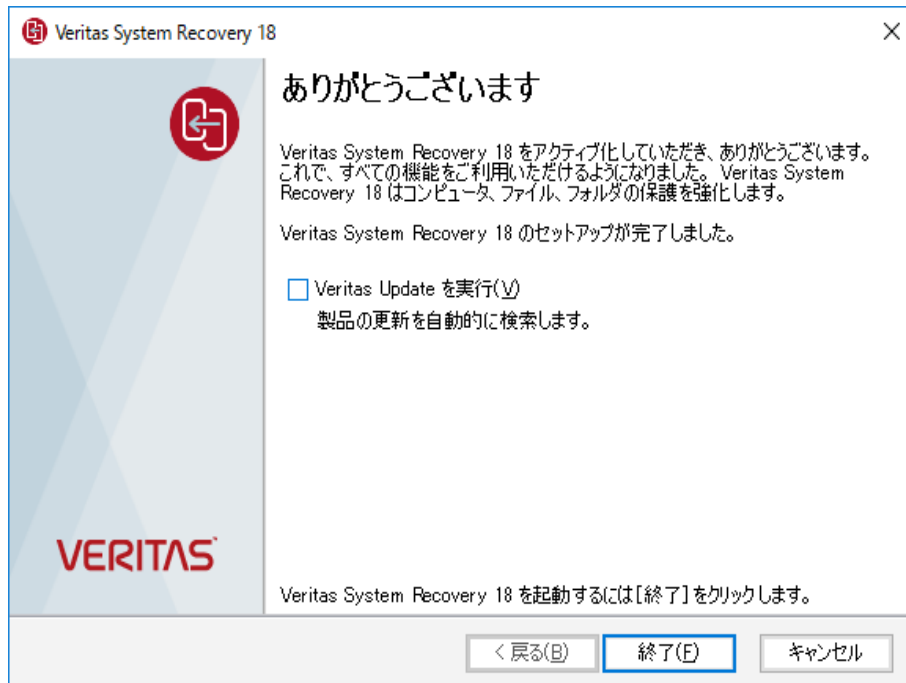 Veritas System Recovery 18
ありがとうございます
Veritas System Recovery 18 をアクティブ化していただき、ありがとうございます。
これで、すべての機能をご利用いただけるようになりました。 Veritas System
Recovery 18 はコンピュータ、ファイル、フォルダの保護を強化します。
Veritas System Recovery 18 のセットアップが完了しました。
Veritas Update を実行(V)
製品の更新を自動的に検索します。
VERITAS
Veritas System Recovery 18 を起動するには[終了]をクリックします。
< 戻る(B)
終了(F)
キャンセル